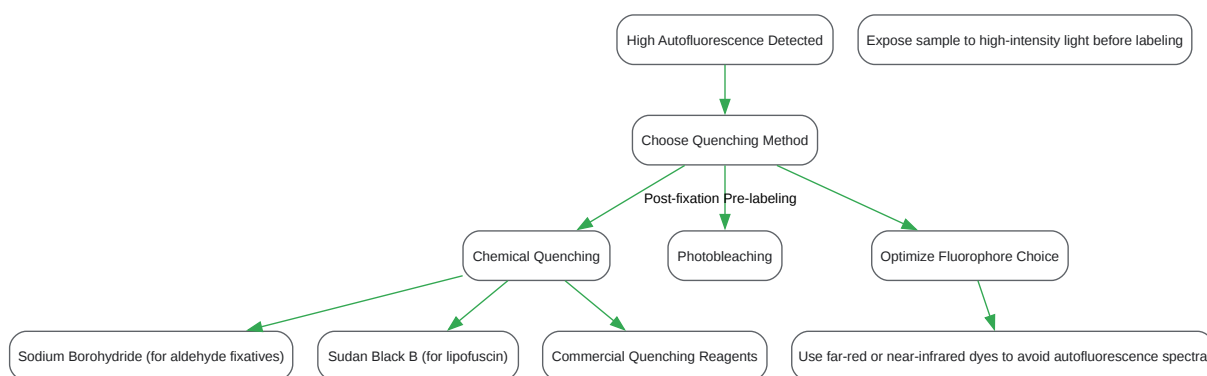 High Autofluorescence Detected
Expose sample to high-intensity light before labeling
Choose Quenching Method
Post-fixation Pre-labeling
Chemical Quenching
Photobleaching
Optimize Fluorophore Choice
Sodium Borohydride (for aldehyde fixatives)
Sudan Black B (for lipofuscin)
Commercial Quenching Reagents
Use far-red or near-infrared dyes to avoid autofluorescence spectra